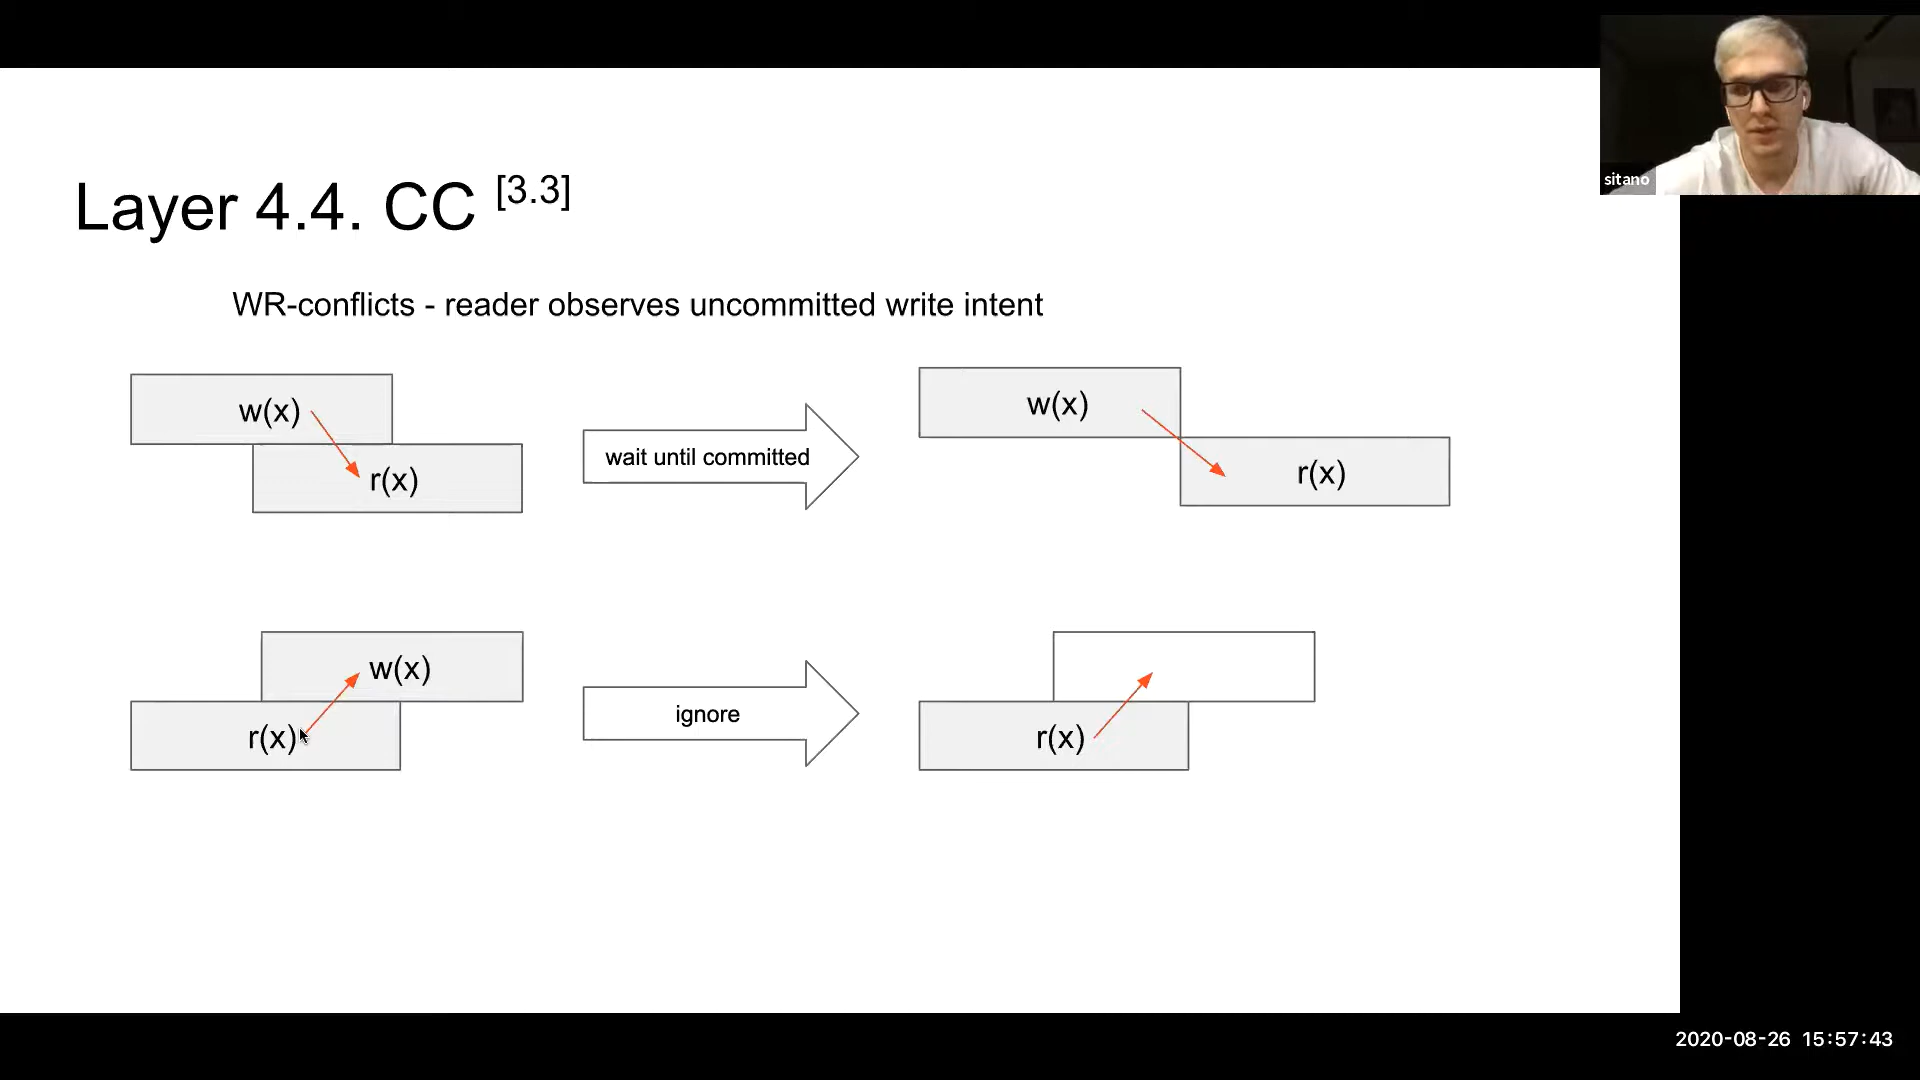 sitano
Layer 4.4. CC [3.3]
WR-conflicts - reader observes uncommitted write intent
w(x)
r(x)
wait until committed
w(x)
r(x)
w(x)
r(x)
ignore
r(x)
2020-08-26 15:57:43